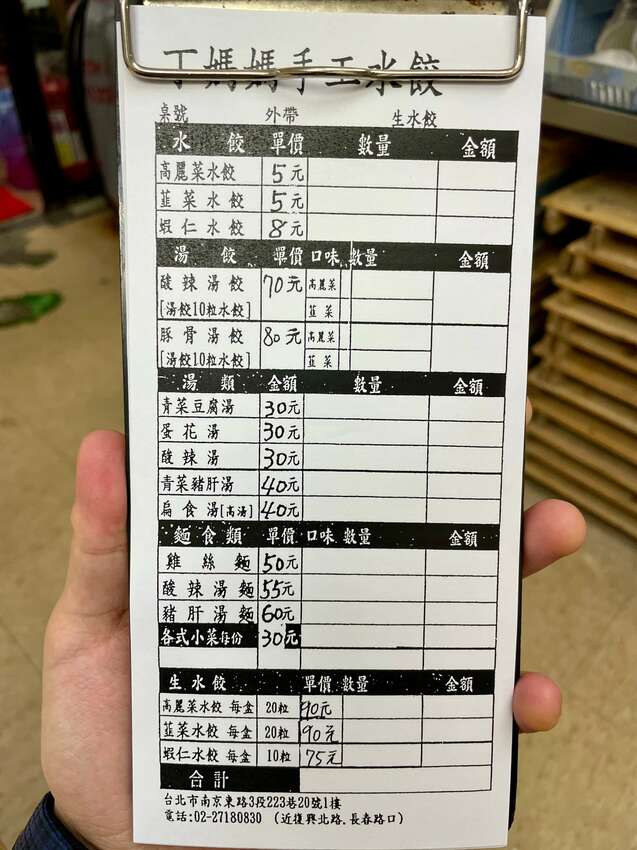 丁媽媽手工水餃
桌號 外帶 生水餃
水餃 單價 數量 金額
高麗菜水餃 5元
韮菜水餃 5元
蝦仁水餃 8元
湯餃 單價 口味 數量 金額
酸辣湯餃 70元 高麗菜
[湯餃10粒水餃] 韮菜
豚骨湯餃 80元 高麗菜
[湯餃10粒水餃] 韮菜
湯類 金額 數量 金額
青菜豆腐湯 30元
蛋花湯 30元
酸辣湯 30元
青菜豬肝湯 40元
扁食湯[高湯] 40元
麵食類 單價 口味 數量 金額
雞絲麵 50元
酸辣湯麵 55元
豬肝湯麵 60元
各式小菜每份 30元
生水餃 單價 數量 金額
高麗菜水餃 每盒 20粒 90元
韮菜水餃 每盒 20粒 90元
蝦仁水餃 每盒 10粒 75元
合計
台北市南京東路3段223巷20號1樓
電話:02-27180830 (近復興北路、長春路口)